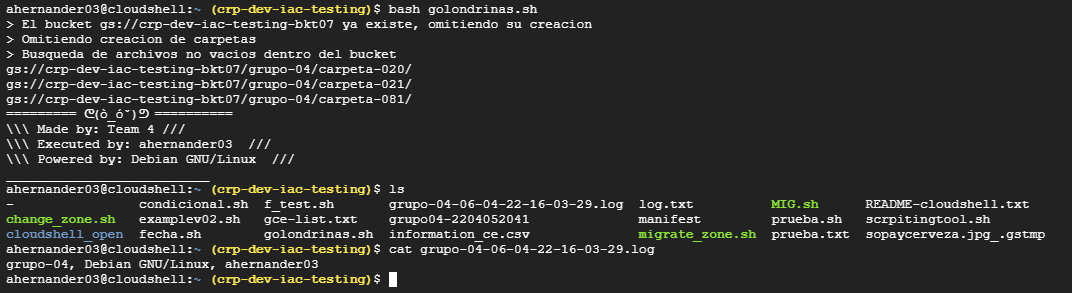 ahernander03@cloudshell:~ (crp-dev-iac-testing)$ bash golondrinas.sh
> El bucket gs://crp-dev-iac-testing-bkt07 ya existe, omitiendo su creacion
> Omitiendo creacion de carpetas
> Busqueda de archivos no vacios dentro del bucket
gs://crp-dev-iac-testing-bkt07/grupo-04/carpeta-020/
gs://crp-dev-iac-testing-bkt07/grupo-04/carpeta-021/
gs://crp-dev-iac-testing-bkt07/grupo-04/carpeta-081/
========= ᕦ(ò_óˇ)ᕤ ==========
\\\ Made by: Team 4 ///
\\\ Executed by: ahernander03  ///
\\\ Powered by: Debian GNU/Linux  ///
__________________________
ahernander03@cloudshell:~ (crp-dev-iac-testing)$ ls
-                condicional.sh  f_test.sh       grupo-04-06-04-22-16-03-29.log  log.txt          MIG.sh      README-cloudshell.txt
change_zone.sh   examplev02.sh   gce-list.txt    grupo04-2204052041              manifest         prueba.sh   scrpitingtool.sh
cloudshell_open  fecha.sh        golondrinas.sh  information_ce.csv              migrate_zone.sh  prueba.txt  sopaycerveza.jpg_.gstmp
ahernander03@cloudshell:~ (crp-dev-iac-testing)$ cat grupo-04-06-04-22-16-03-29.log
grupo-04, Debian GNU/Linux, ahernander03
ahernander03@cloudshell:~ (crp-dev-iac-testing)$